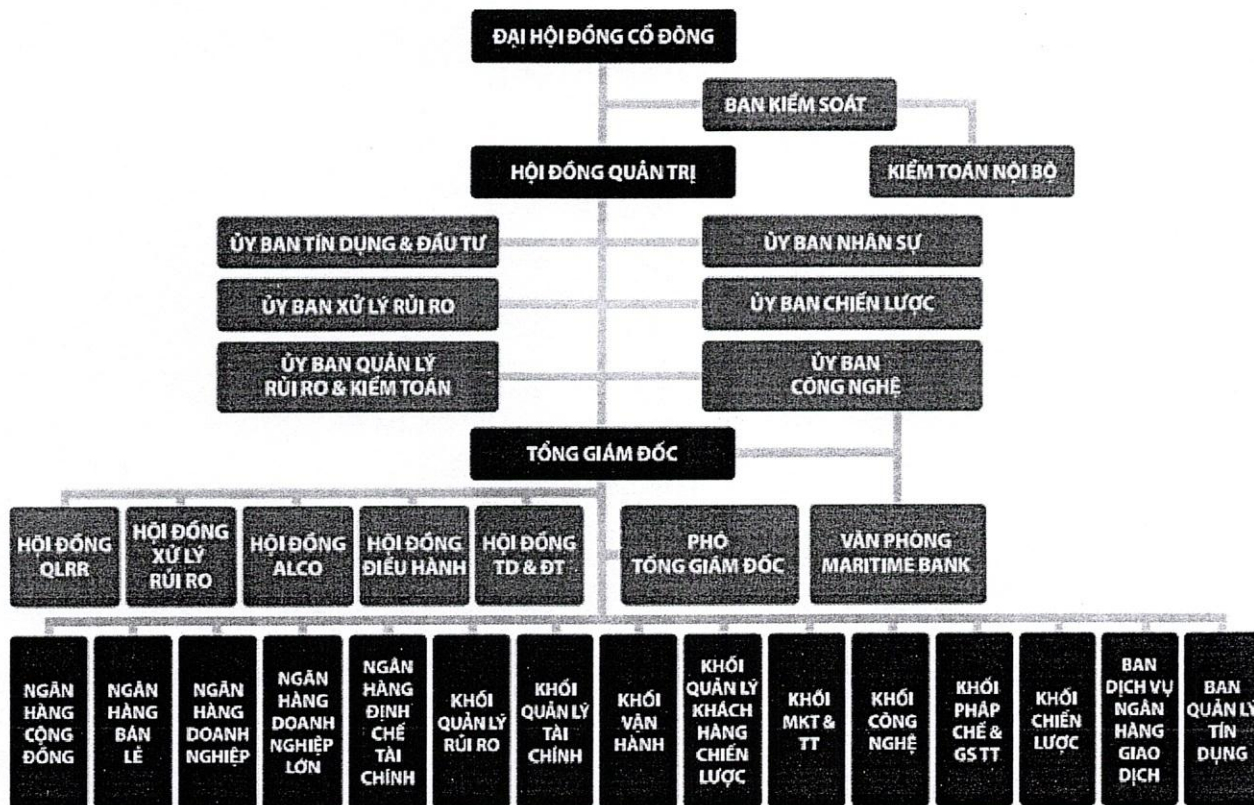 ĐẠI HỘI ĐỒNG CỔ ĐÔNG
BAN KIỂM SOÁT
HỘI ĐỒNG QUẢN TRỊ
KIỂM TOÁN NỘI BỘ
ỦY BAN TÍN DỤNG & ĐẦU TƯ
ỦY BAN NHÂN SỰ
ỦY BAN XỬ LÝ RỦI RO
ỦY BAN CHIẾN LƯỢC
ỦY BAN QUẢN LÝ
RỦI RO & KIỂM TOÁN
ỦY BAN
CÔNG NGHỆ
TỔNG GIÁM ĐỐC
HỘI ĐỒNG
QLRR
HỘI ĐỒNG
XỬ LÝ
RỦI RO
HỘI ĐỒNG
ALCO
HỘI ĐỒNG
ĐIỀU HÀNH
HỘI ĐỒNG
TD & ĐT
PHÓ
TỔNG GIÁM ĐỐC
VĂN PHÒNG
MARITIME BANK
NGÂN
HÀNG
CỘNG
ĐỒNG
NGÂN
HÀNG
BÁN
LẺ
NGÂN
HÀNG
DOANH
NGHIỆP
NGÂN
HÀNG
DOANH
NGHIỆP
LỚN
NGÂN
HÀNG
ĐỊNH
CHẾ
TÀI
CHÍNH
KHỐI
QUẢN LÝ
RỦI RO
KHỐI
QUẢN LÝ
TÀI
CHÍNH
KHỐI
VẬN
HÀNH
KHỐI
QUẢN LÝ
KHÁCH
HÀNG
CHIẾN
LƯỢC
KHỐI
MKT &
TT
KHỐI
CÔNG
NGHỆ
KHỐI
PHÁP
CHẾ &
GSTT
KHỐI
CHIẾN
LƯỢC
BAN
DỊCH VỤ
NGÂN
HÀNG
GIAO
DỊCH
BAN
QUẢN LÝ
TÍN
DỤNG